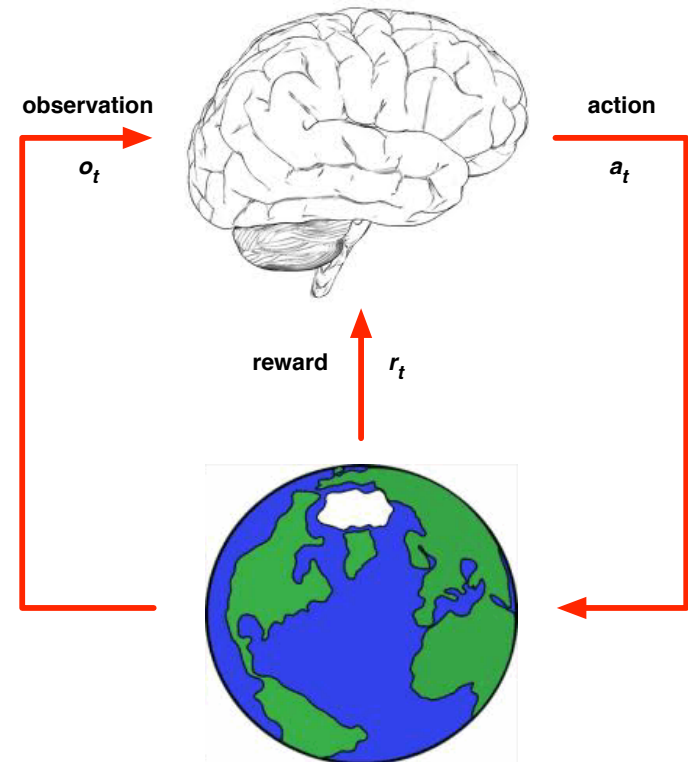 observation
o_t
action
a_t
reward r_t